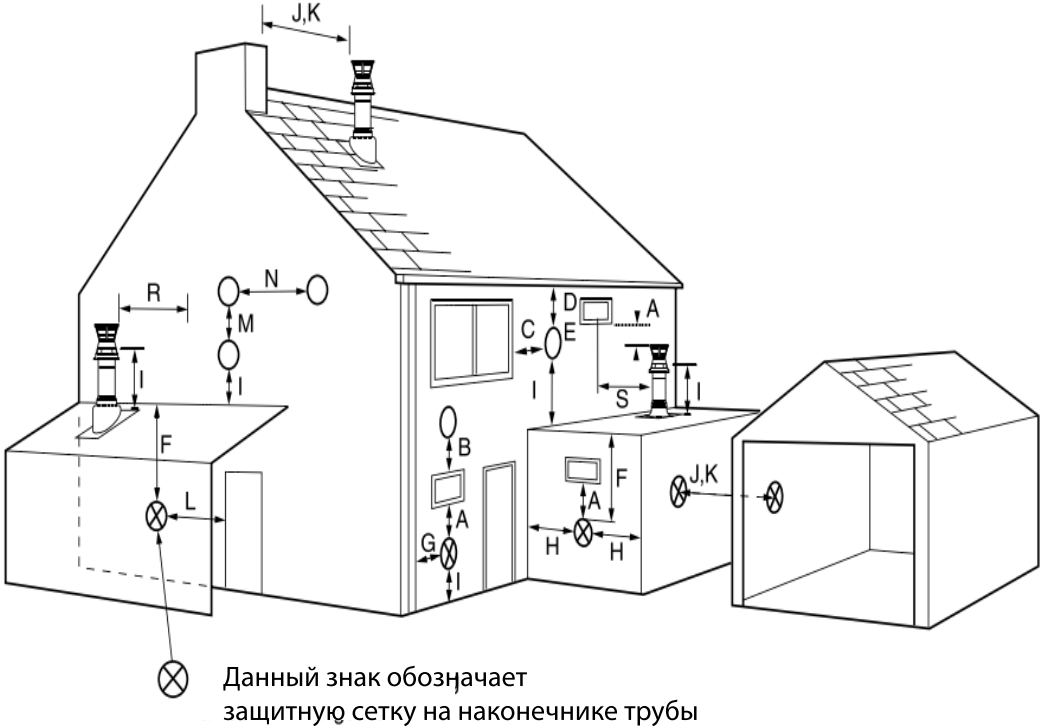 J,K
R
N
M
I
I
F
L
D
E
C
A
I
S
I
B
A
G
I
F
A
H
H
J,K
Данный знак обозначает
защитную сетку на наконечнике трубы